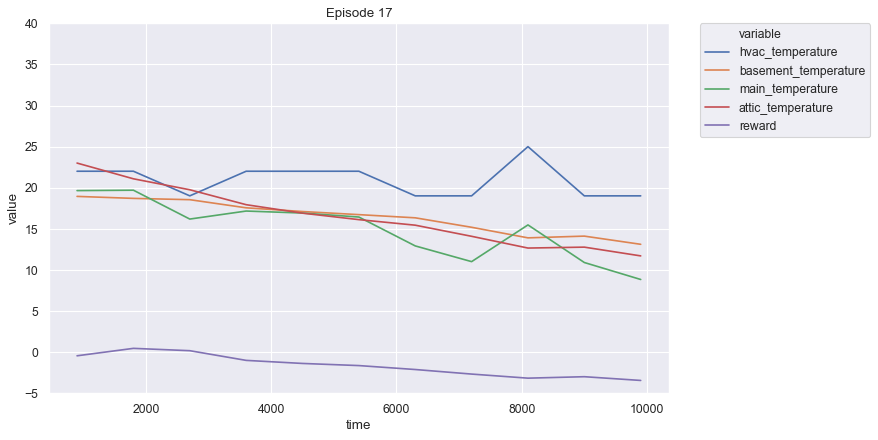 Episode 17
value
40
35
30
25
20
15
10
5
0
−5
2000
4000
6000
8000
10000
time
variable
hvac_temperature
basement_temperature
main_temperature
attic_temperature
reward